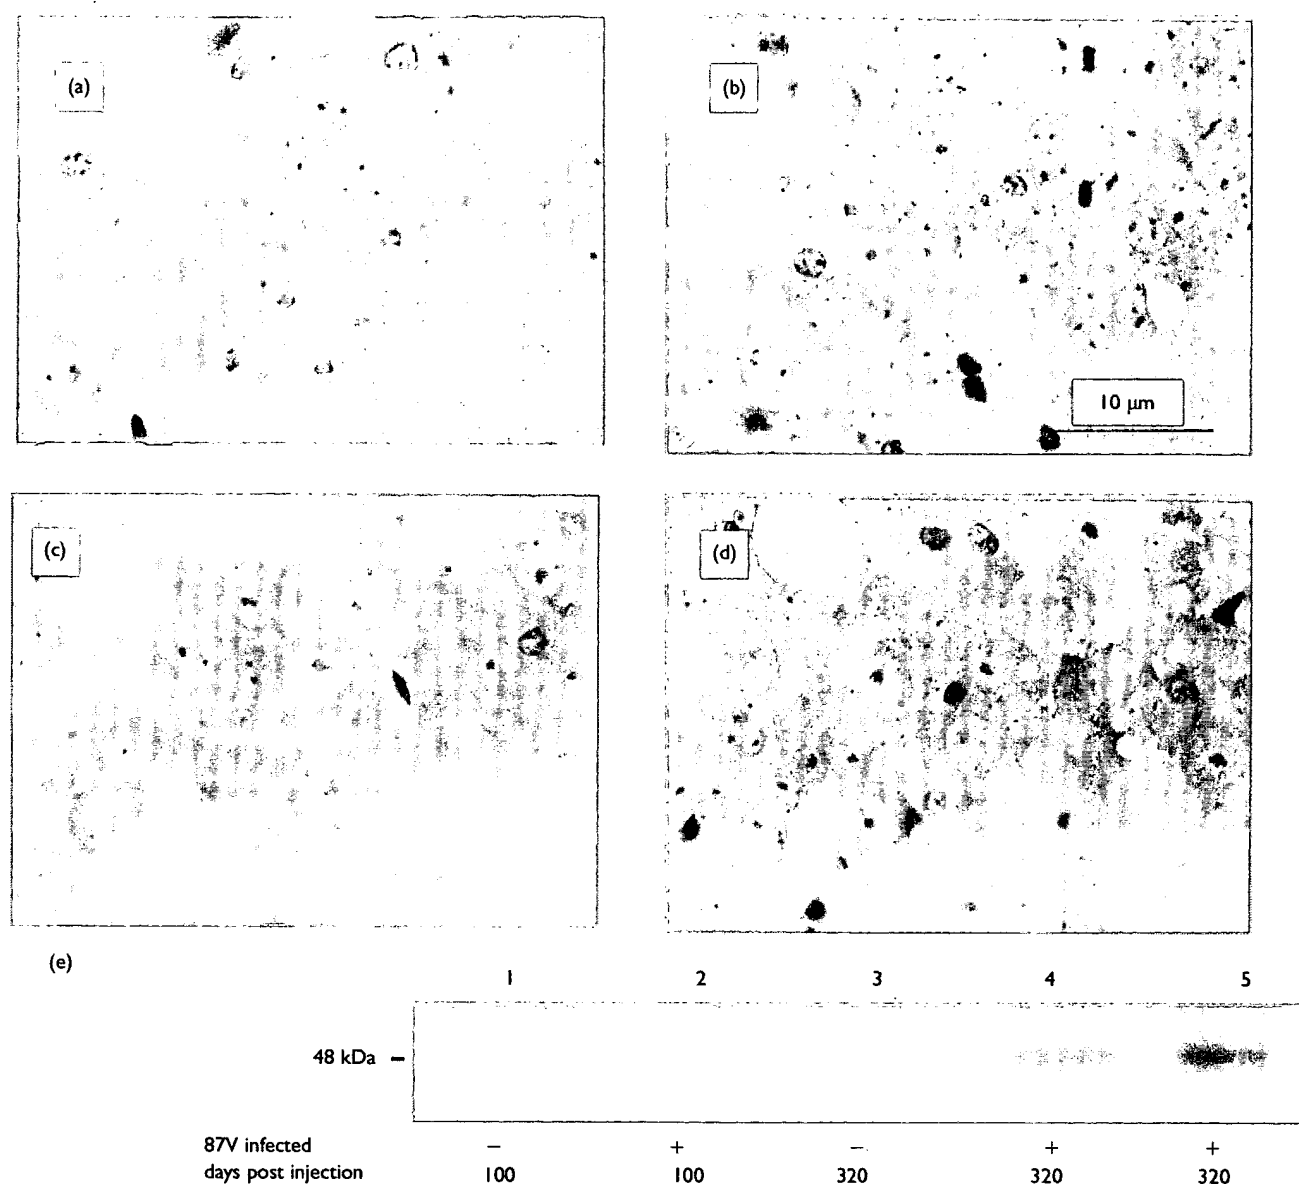 (a)
(b)
10 μm
(c)
(d)
(e)
1 2 3 4 5
48 kDa –
87V infected – + – + +
days post injection 100 100 320 320 320